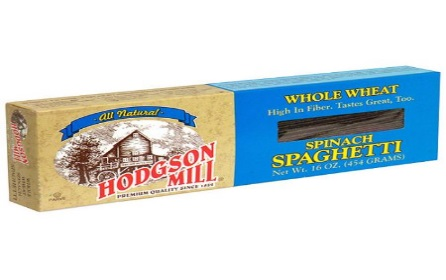 All Natural
HODGSON
MILL
PREMIUM QUALITY SINCE
WHOLE WHEAT
High In Fiber. Tastes Great, Too.
SPINACH
SPAGHETTI
NET WT. 16 OZ. (454 GRAMS)